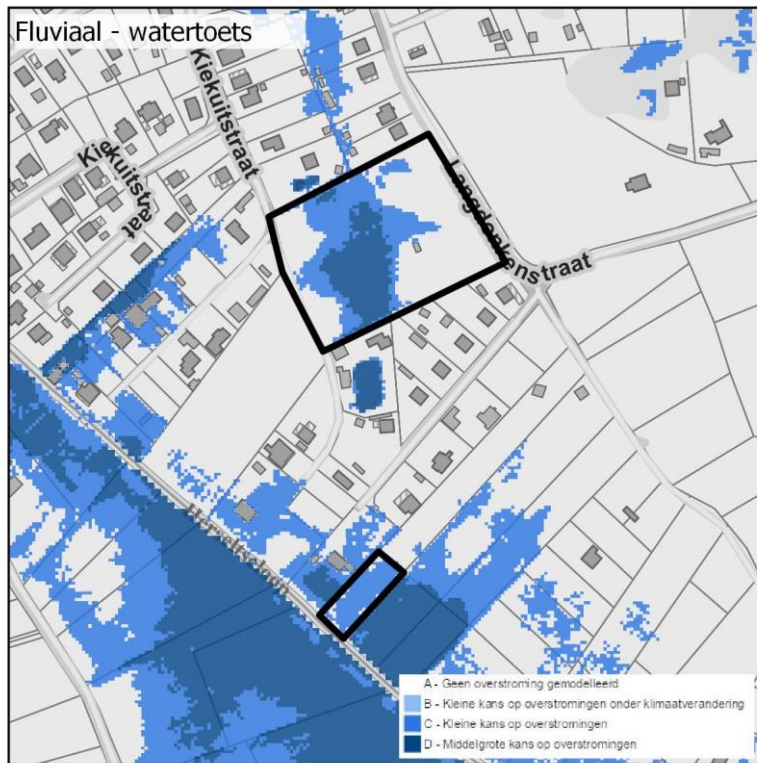 Fluviaal - watertoets
Kiekuitstraat
Kiekuitstraat
Langdonkenstraat
A - Geen overstroming gemodelleerd
B - Kleine kans op overstromingen onder klimaatverandering
C - Kleine kans op overstromingen
D - Middelgrote kans op overstromingen